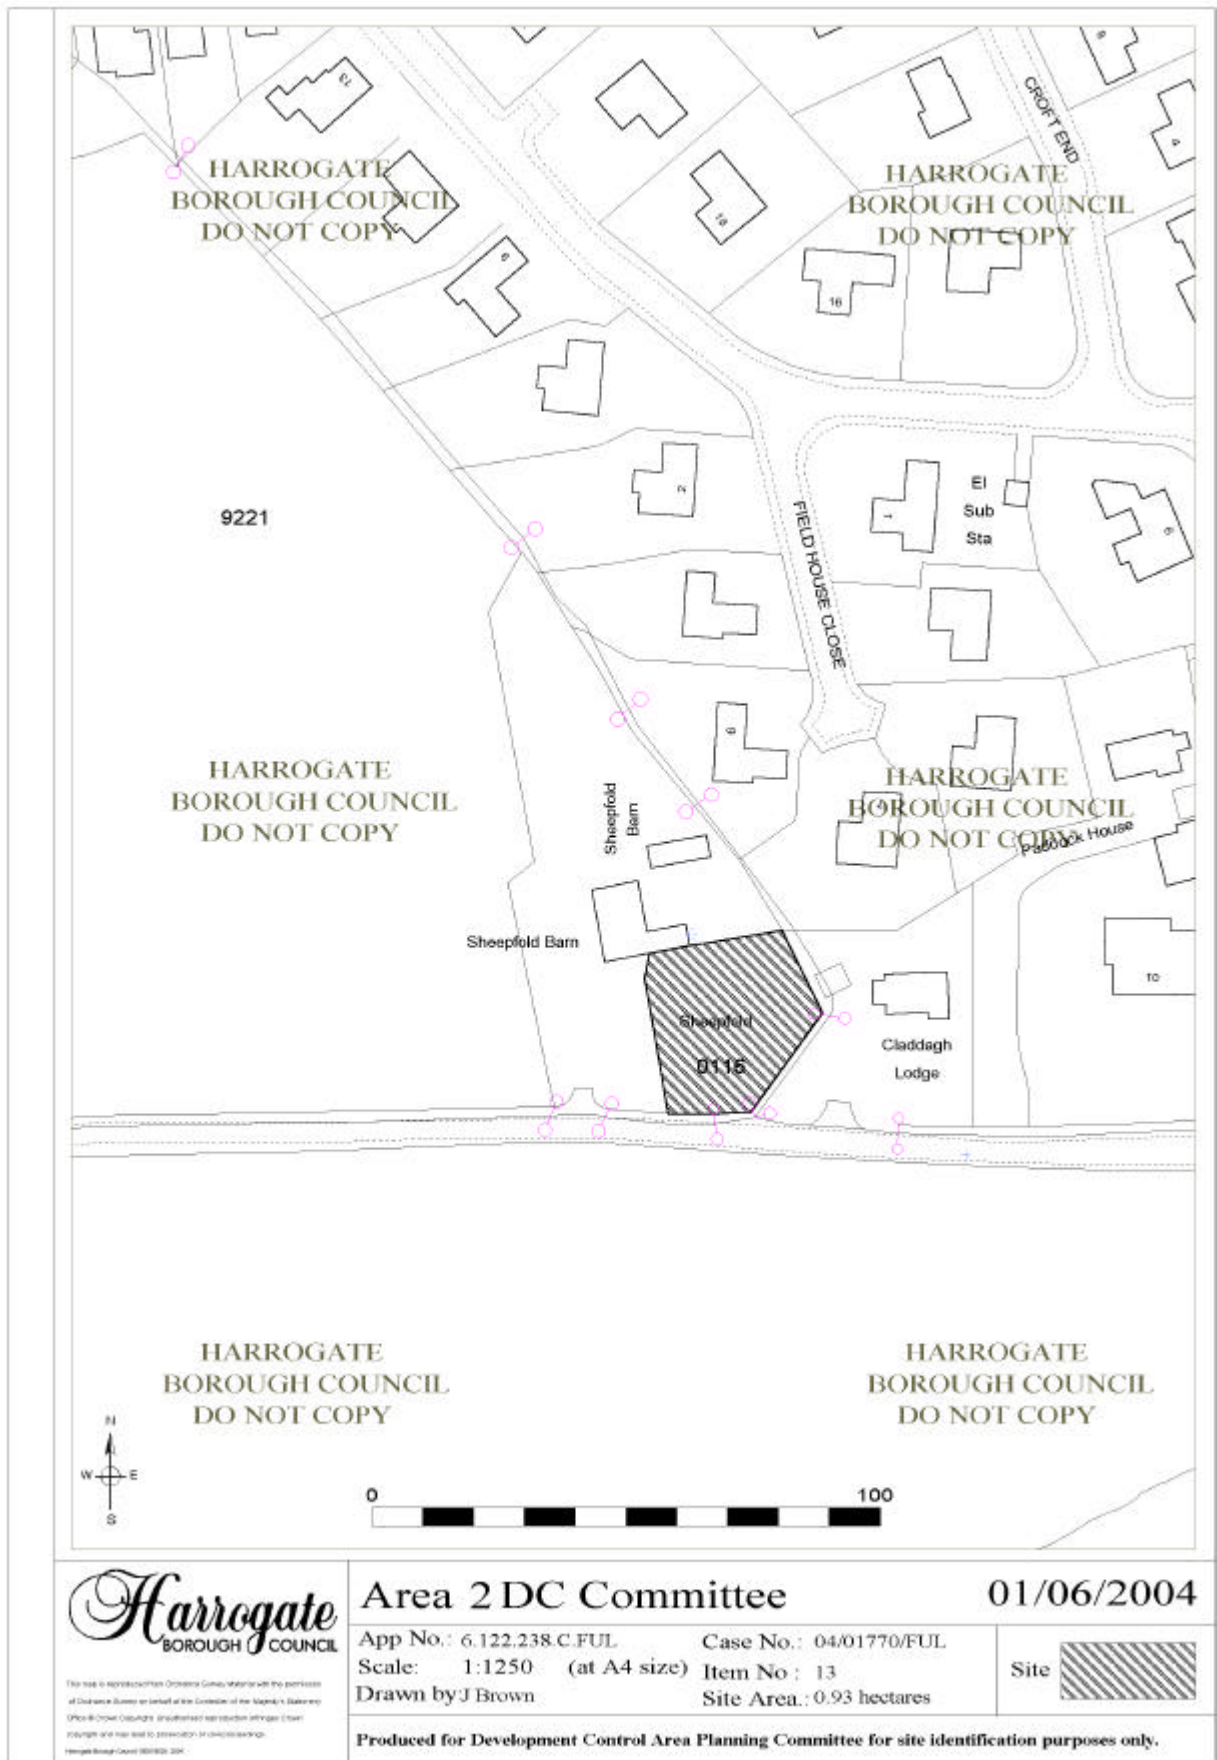 13
CROFT END
8
4
HARROGATE
BOROUGH COUNCIL
DO NOT COPY
HARROGATE
BOROUGH COUNCIL
DO NOT COPY
18
16
9221
2
1
El
Sub
Sta
FIELD HOUSE CLOSE
HARROGATE
BOROUGH COUNCIL
DO NOT COPY
HARROGATE
BOROUGH COUNCIL
DO NOT COPY
Sheepfold
Barn
Paddock House
Sheepfold Barn
10
Sheepfold
0115
Claddagh
Lodge
HARROGATE
BOROUGH COUNCIL
DO NOT COPY
HARROGATE
BOROUGH COUNCIL
DO NOT COPY
N
W E
S
0 100
Harrogate
BOROUGH COUNCIL
Area 2 DC Committee 01/06/2004
App No.: 6.122.238.C.FUL Case No.: 04/01770/FUL
Scale: 1:1250 (at A4 size) Item No : 13
Drawn by: J Brown Site Area.: 0.93 hectares
Site
Produced for Development Control Area Planning Committee for site identification purposes only.